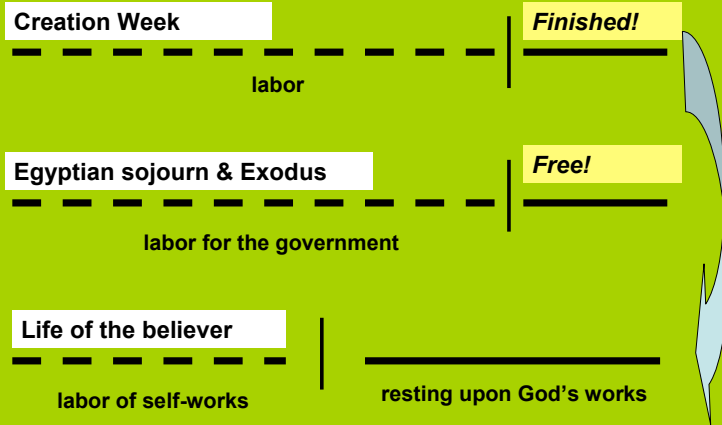 Creation Week
Finished!
labor
Egyptian sojourn & Exodus
Free!
labor for the government
Life of the believer
labor of self-works
resting upon God's works